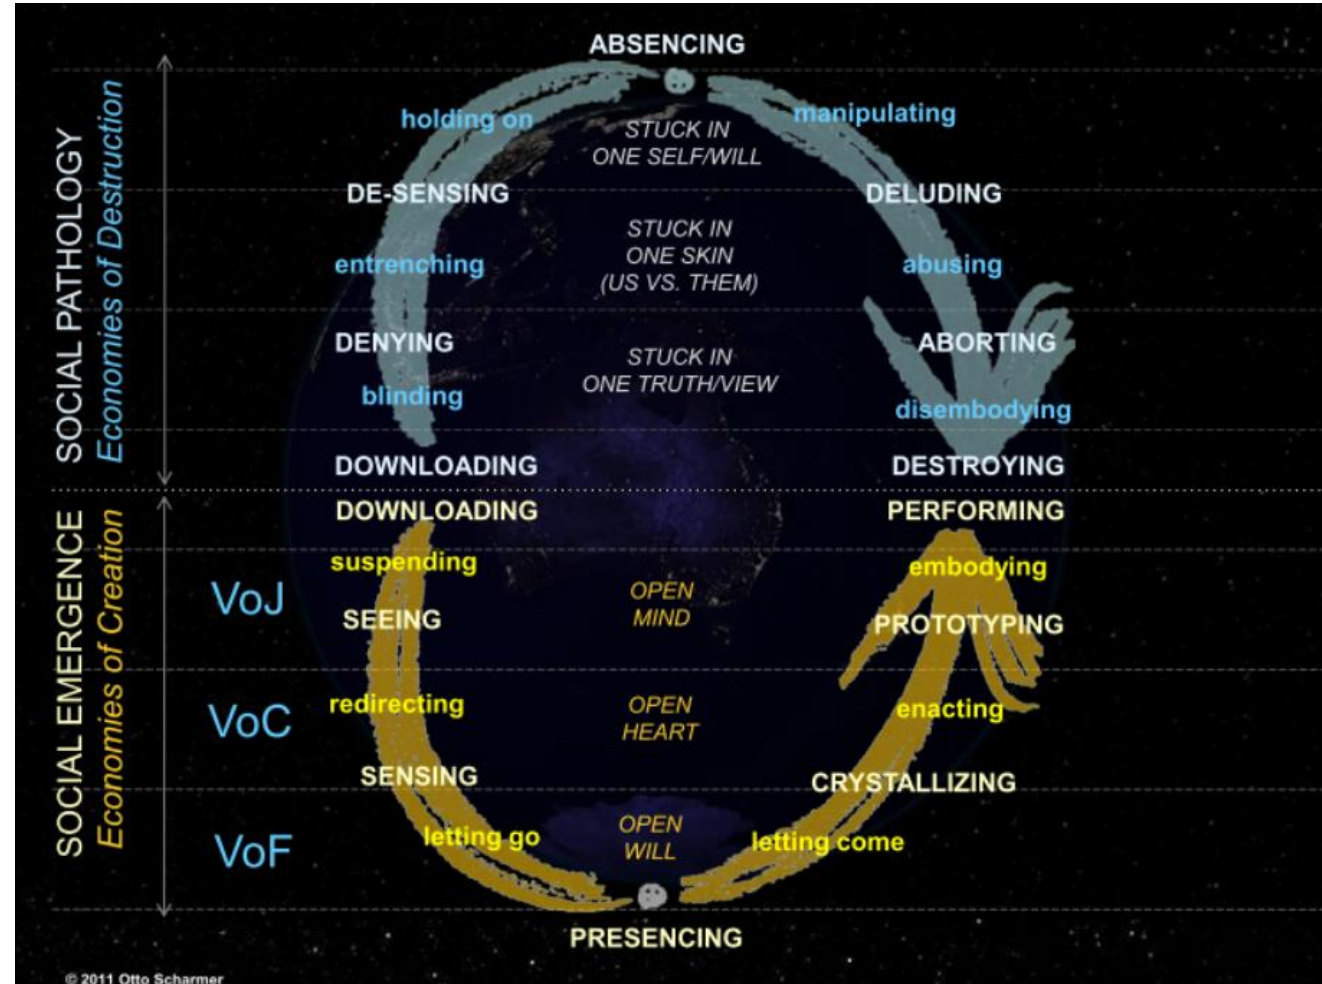 ABSENCING
holding on
manipulating
STUCK IN
ONE SELF/WILL
DE-SENSING
DELUDING
STUCK IN
ONE SKIN
(US VS. THEM)
entrenching
abusing
DENYING
ABORTING
STUCK IN
ONE TRUTH/VIEW
blinding
disembodying
DOWNLOADING
DESTROYING
SOCIAL PATHOLOGY
Economies of Destruction
DOWNLOADING
PERFORMING
suspending
embodying
VoJ
OPEN
MIND
SEEING
PROTOTYPING
redirecting
enacting
VoC
OPEN
HEART
SENSING
CRYSTALLIZING
letting go
OPEN
WILL
letting come
VoF
SOCIAL EMERGENCE
Economies of Creation
PRESENCING
© 2011 Otto Scharmer